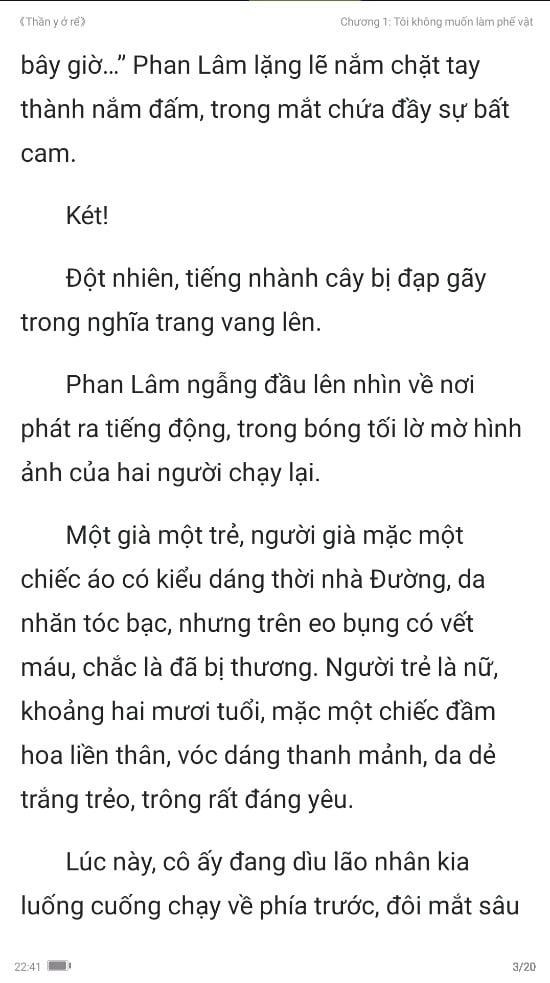 《Thần y ở rể》 Chương 1: Tôi không muốn làm phế vật
bây giờ...” Phan Lâm lặng lẽ nắm chặt tay
thành nắm đấm, trong mắt chứa đầy sự bất
cam.
Két!
Đột nhiên, tiếng nhành cây bị đạp gãy
trong nghĩa trang vang lên.
Phan Lâm ngẫng đầu lên nhìn về nơi
phát ra tiếng động, trong bóng tối lờ mờ hình
ảnh của hai người chạy lại.
Một già một trẻ, người già mặc một
chiếc áo có kiểu dáng thời nhà Đường, da
nhăn tóc bạc, nhưng trên eo bụng có vết
máu, chắc là đã bị thương. Người trẻ là nữ,
khoảng hai mươi tuổi, mặc một chiếc đầm
hoa liền thân, vóc dáng thanh mảnh, da dẻ
trắng trẻo, trông rất đáng yêu.
Lúc này, cô ấy đang dìu lão nhân kia
luống cuống chạy về phía trước, đôi mắt sâu
22:41 3/20